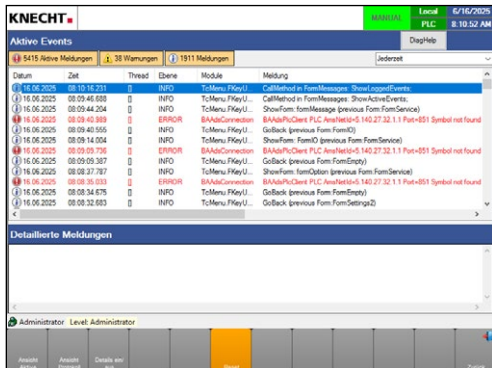 KNECHT
MANUAL
Local 6/16/2025
PLC 8:10:52 AM
Aktive Events
DiagHelp
5415 Aktive Meldungen
38 Warnungen
1911 Meldungen
Jederzeit
Datum Zeit Thread Ebene Module Meldung
16.06.2025 08:10:16.231 [] INFO TcMenu.FKeyU... CallMethod in FormMessages: ShowLoggedEvents;
16.06.2025 08:09:46.688 [] INFO TcMenu.FKeyU... CallMethod in FormMessages: ShowActiveEvents;
16.06.2025 08:09:44.204 [] INFO TcMenu.FKeyU... ShowForm: formMessage (previous Form:FormService)
16.06.2025 08:09:40.889 [] ERROR BAAdsConnection BAAdsPlcClient PLC AmsNetId=5.140.27.32.1.1 Port=851 Symbol not found
16.06.2025 08:09:40.555 [] INFO TcMenu.FKeyU... GoBack (previous Form:FormIO)
16.06.2025 08:09:14.004 [] INFO TcMenu.FKeyU... ShowForm: FormIO (previous Form:FormService)
16.06.2025 08:09:09.736 [] ERROR BAAdsConnection BAAdsPlcClient PLC AmsNetId=5.140.27.32.1.1 Port=851 Symbol not found
16.06.2025 08:09:09.387 [] INFO TcMenu.FKeyU... GoBack (previous Form:FormEmpty)
16.06.2025 08:08:37.787 [] INFO TcMenu.FKeyU... ShowForm: formOption (previous Form:FormService)
16.06.2025 08:08:35.033 [] ERROR BAAdsConnection BAAdsPlcClient PLC AmsNetId=5.140.27.32.1.1 Port=851 Symbol not found
16.06.2025 08:08:34.675 [] INFO TcMenu.FKeyU... GoBack (previous Form:FormEmpty)
16.06.2025 08:08:32.683 [] INFO TcMenu.FKeyU... GoBack (previous Form:FormSettings2)
Detaillierte Meldungen
Administrator Level: Administrator
Ansicht Ansicht Details ein/
Aktive Protokoll aus Reset Zurück